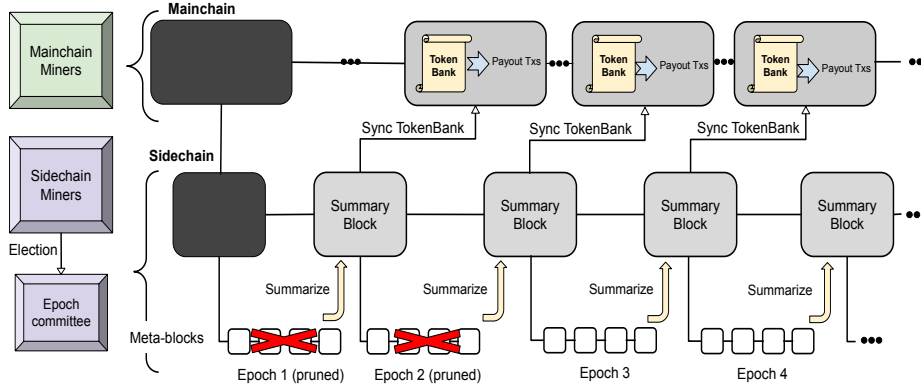 Mainchain
Mainchain
Miners
Token
Bank
Payout Txs
Token
Bank
Payout Txs
Token
Bank
Payout Txs
Sync TokenBank
Sync TokenBank
Sync TokenBank
Sidechain
Sidechain
Miners
Summary
Block
Summary
Block
Summary
Block
Summary
Block
Election
Epoch
committee
Summarize
Summarize
Summarize
Summarize
Meta-blocks
Epoch 1 (pruned)
Epoch 2 (pruned)
Epoch 3
Epoch 4